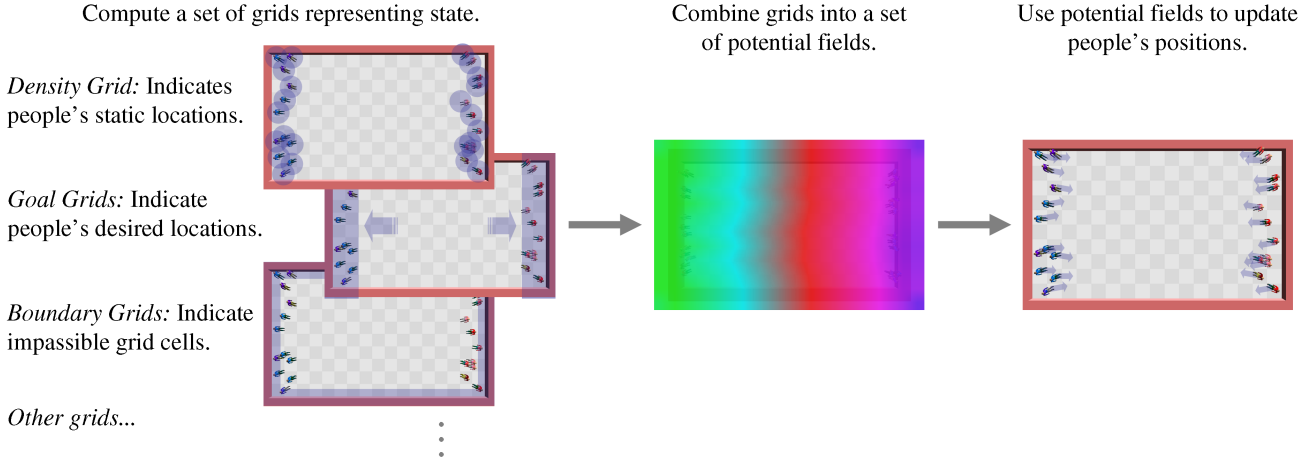 Compute a set of grids representing state.
Density Grid: Indicates
people’s static locations.
Goal Grids: Indicate
people’s desired locations.
Boundary Grids: Indicate
impassible grid cells.
Other grids...
Combine grids into a set
of potential fields.
Use potential fields to update
people’s positions.